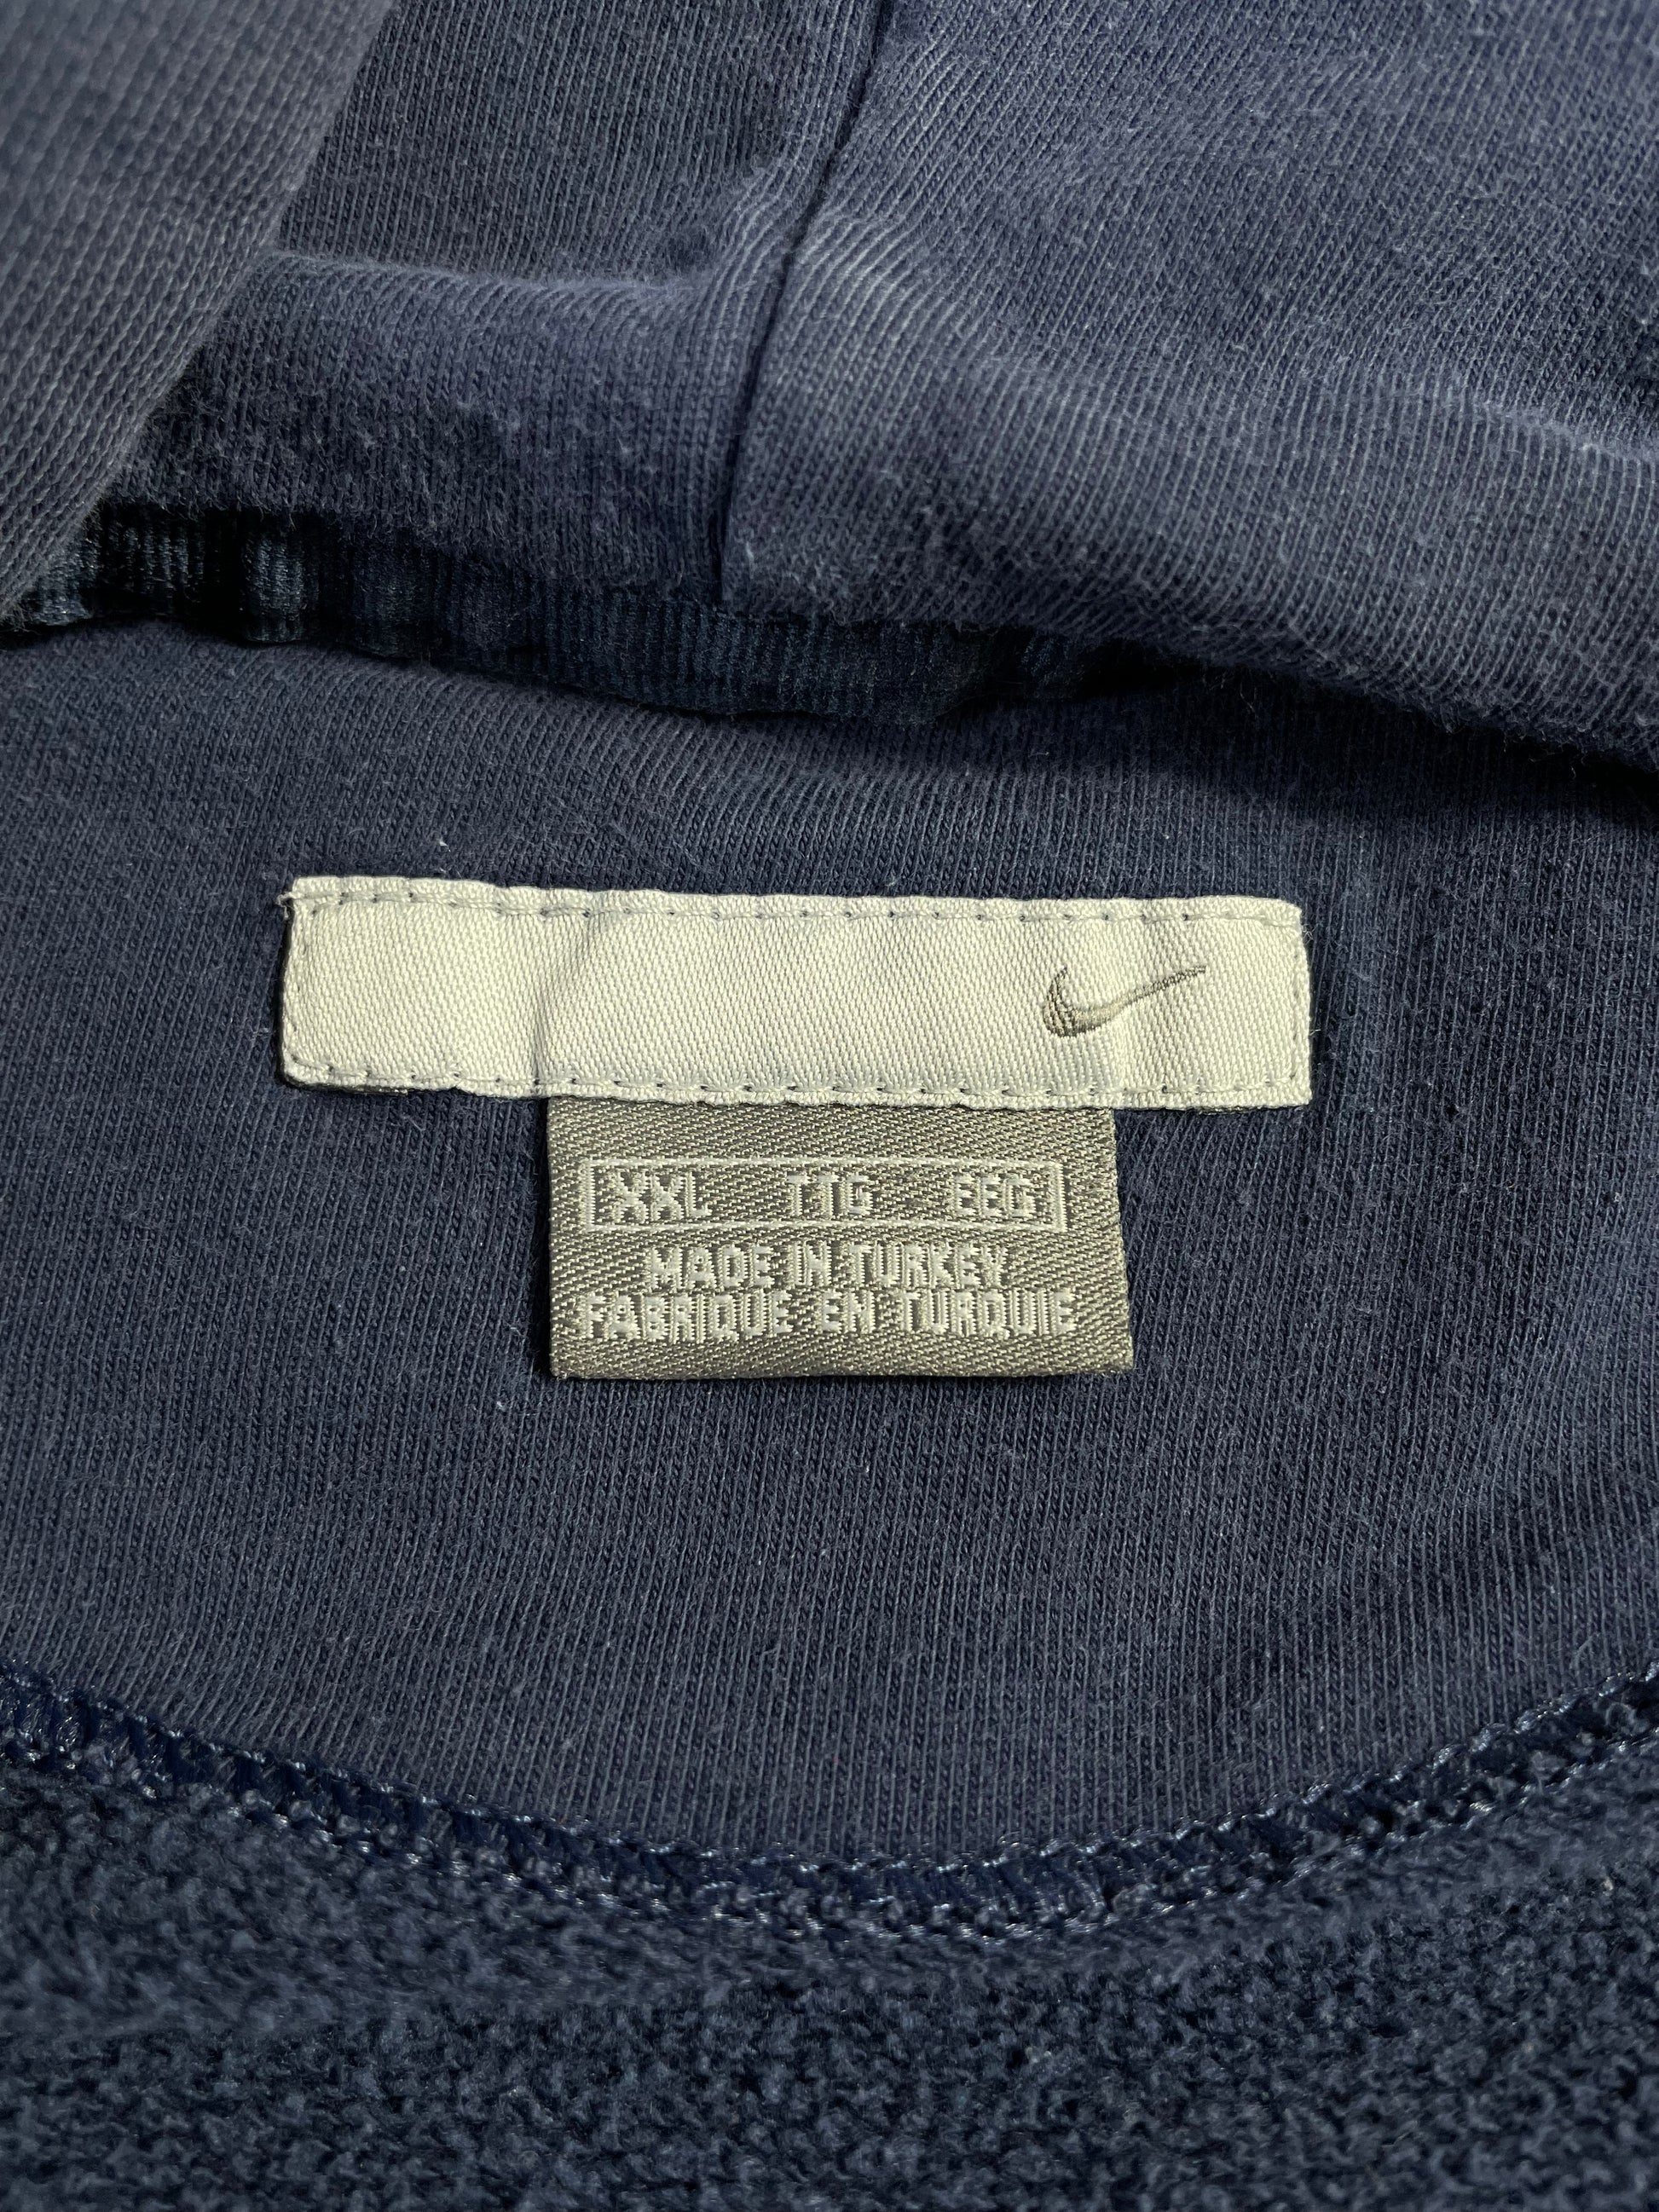 XXL TTG EEG
MADE IN TURKEY
FABRIQUE EN TURQUIE